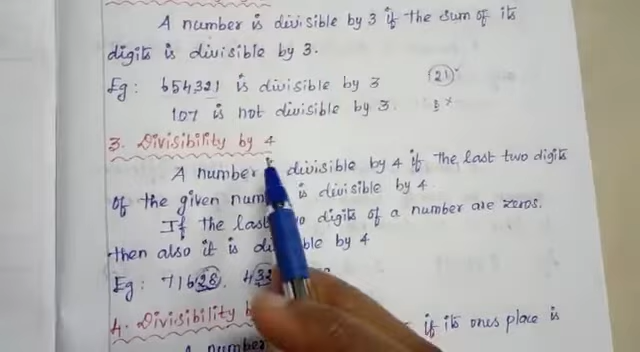 A number is divisible by 3 if the sum of its
digits is divisible by 3.
Eg: 654321 is divisible by 3 21
107 is not divisible by 3. 8 x
3. Divisibility by 4
A number is divisible by 4 if the last two digits
of the given is divisible by 4.
If the last two digits of a number are zeros.
then also it is by 4
Eg: 71628
4. Divisibility if its ones place is
A number